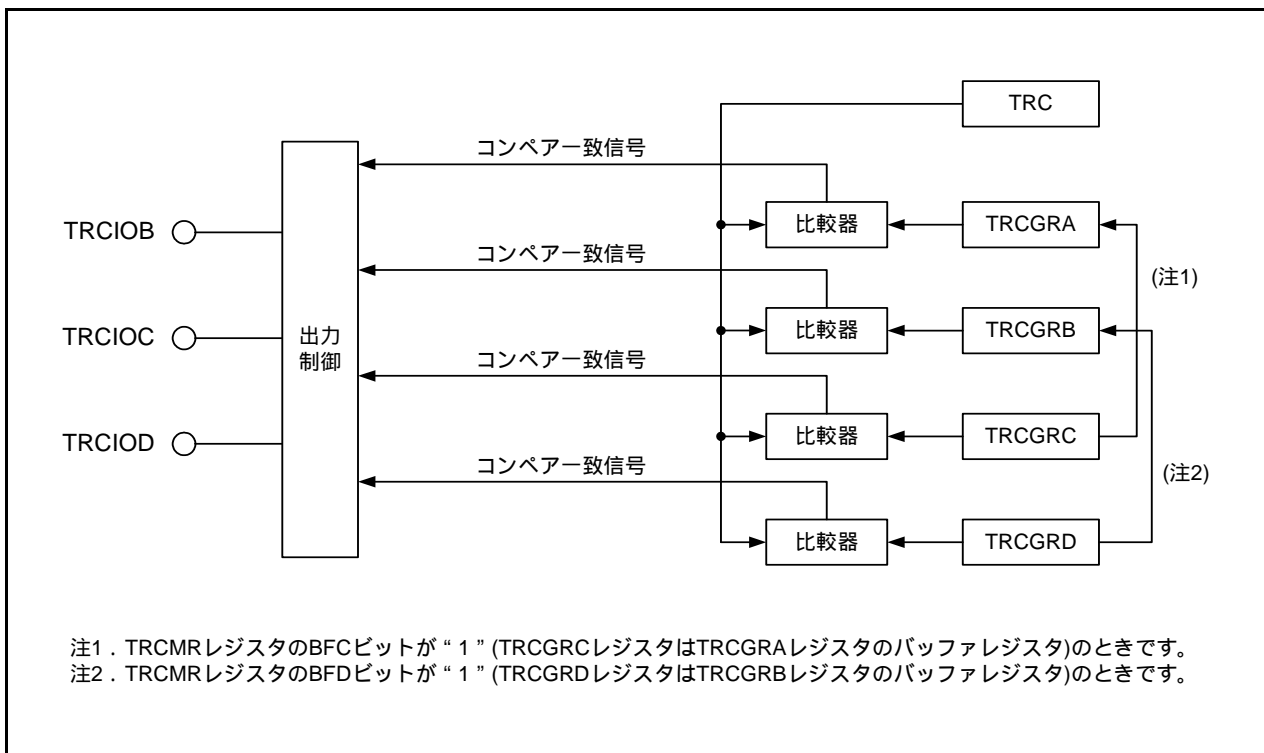 TRC
コンペア一致信号
TRCIOB
比較器
TRCGRA
コンペア一致信号
(注1)
TRCIOC
出力
制御
比較器
TRCGRB
コンペア一致信号
TRCIOD
比較器
TRCGRC
コンペア一致信号
(注2)
比較器
TRCGRD
注1．TRCMRレジスタのBFCビットが“1”(TRCGRCレジスタはTRCGRAレジスタのバッファレジスタ)のときです。
注2．TRCMRレジスタのBFDビットが“1”(TRCGRDレジスタはTRCGRBレジスタのバッファレジスタ)のときです。